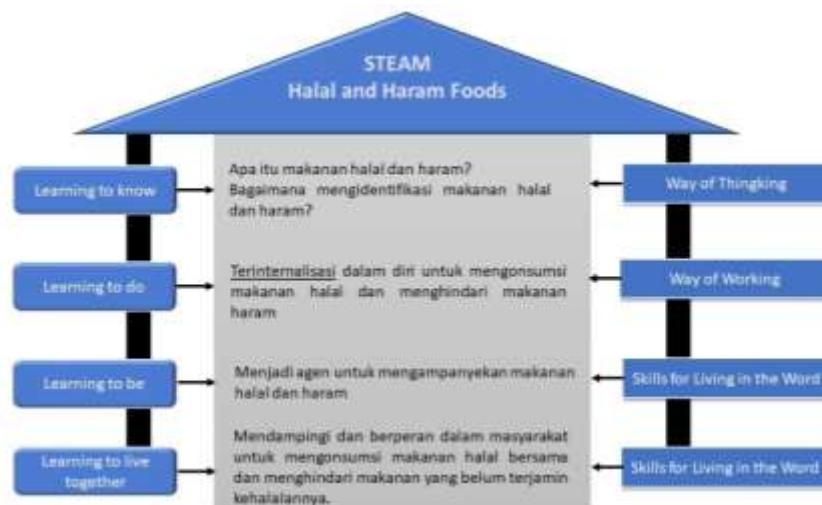 STEAM
Halal and Haram Foods
Learning to know
Apa itu makanan halal dan haram?
Bagaimana mengidentifikasi makanan halal
dan haram?
Way of Thingking
Learning to do
Terinternalisasi dalam diri untuk mengonsumsi
makanan halal dan menghindari makanan
haram
Way of Working
Learning to be
Menjadi agen untuk mengampanyekan makanan
halal dan haram
Skills for Living in the Word
Learning to live
together
Mendampingi dan berperan dalam masyarakat
untuk mengonsumsi makanan halal bersama
dan menghindari makanan yang belum terjamin
kehalalannya.
Skills for Living in the Word